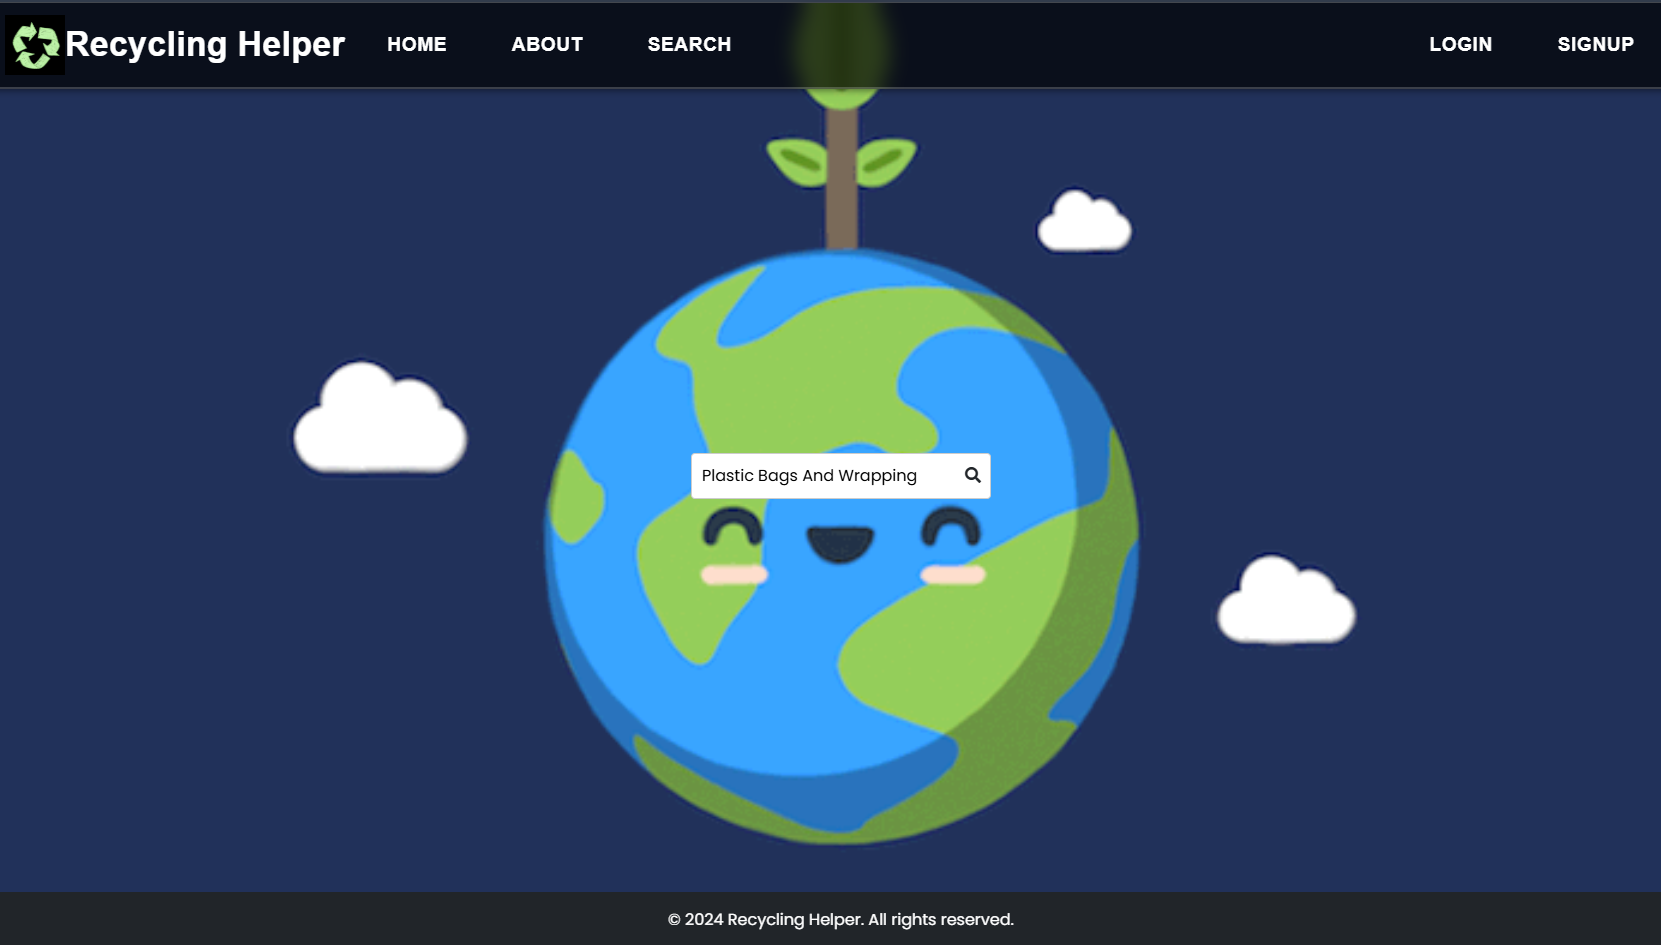 Recycling Helper HOME ABOUT SEARCH LOGIN SIGNUP
Plastic Bags And Wrapping
© 2024 Recycling Helper. All rights reserved.